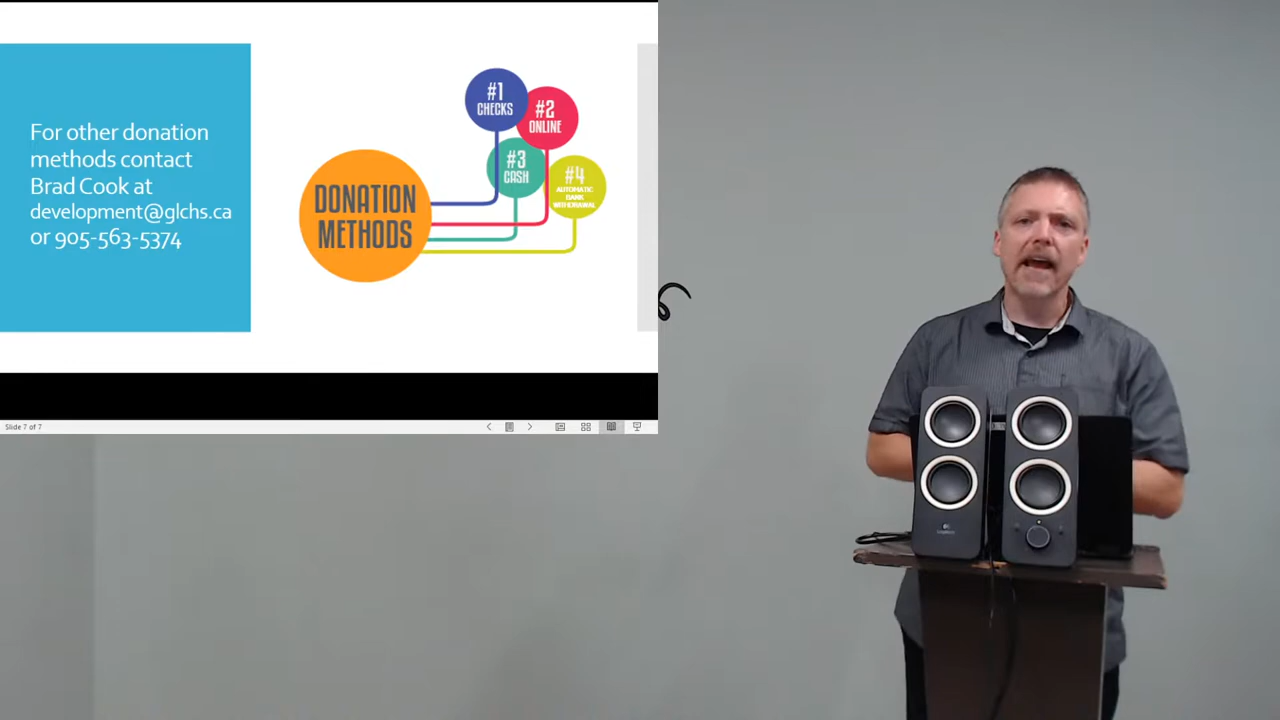 For other donation
methods contact
Brad Cook at
development@glchs.ca
or 905-563-5374
DONATION
METHODS
#1
CHECKS
#2
ONLINE
#3
CASH
#4
AUTOMATIC
BANK
WITHDRAWAL
Slide 7 of 7